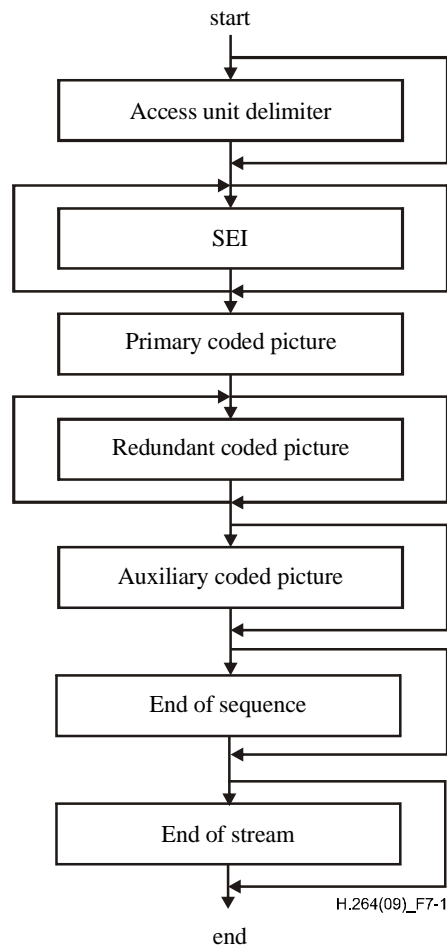 start
Access unit delimiter
SEI
Primary coded picture
Redundant coded picture
Auxiliary coded picture
End of sequence
End of stream
H.264(09)_F7-1
end